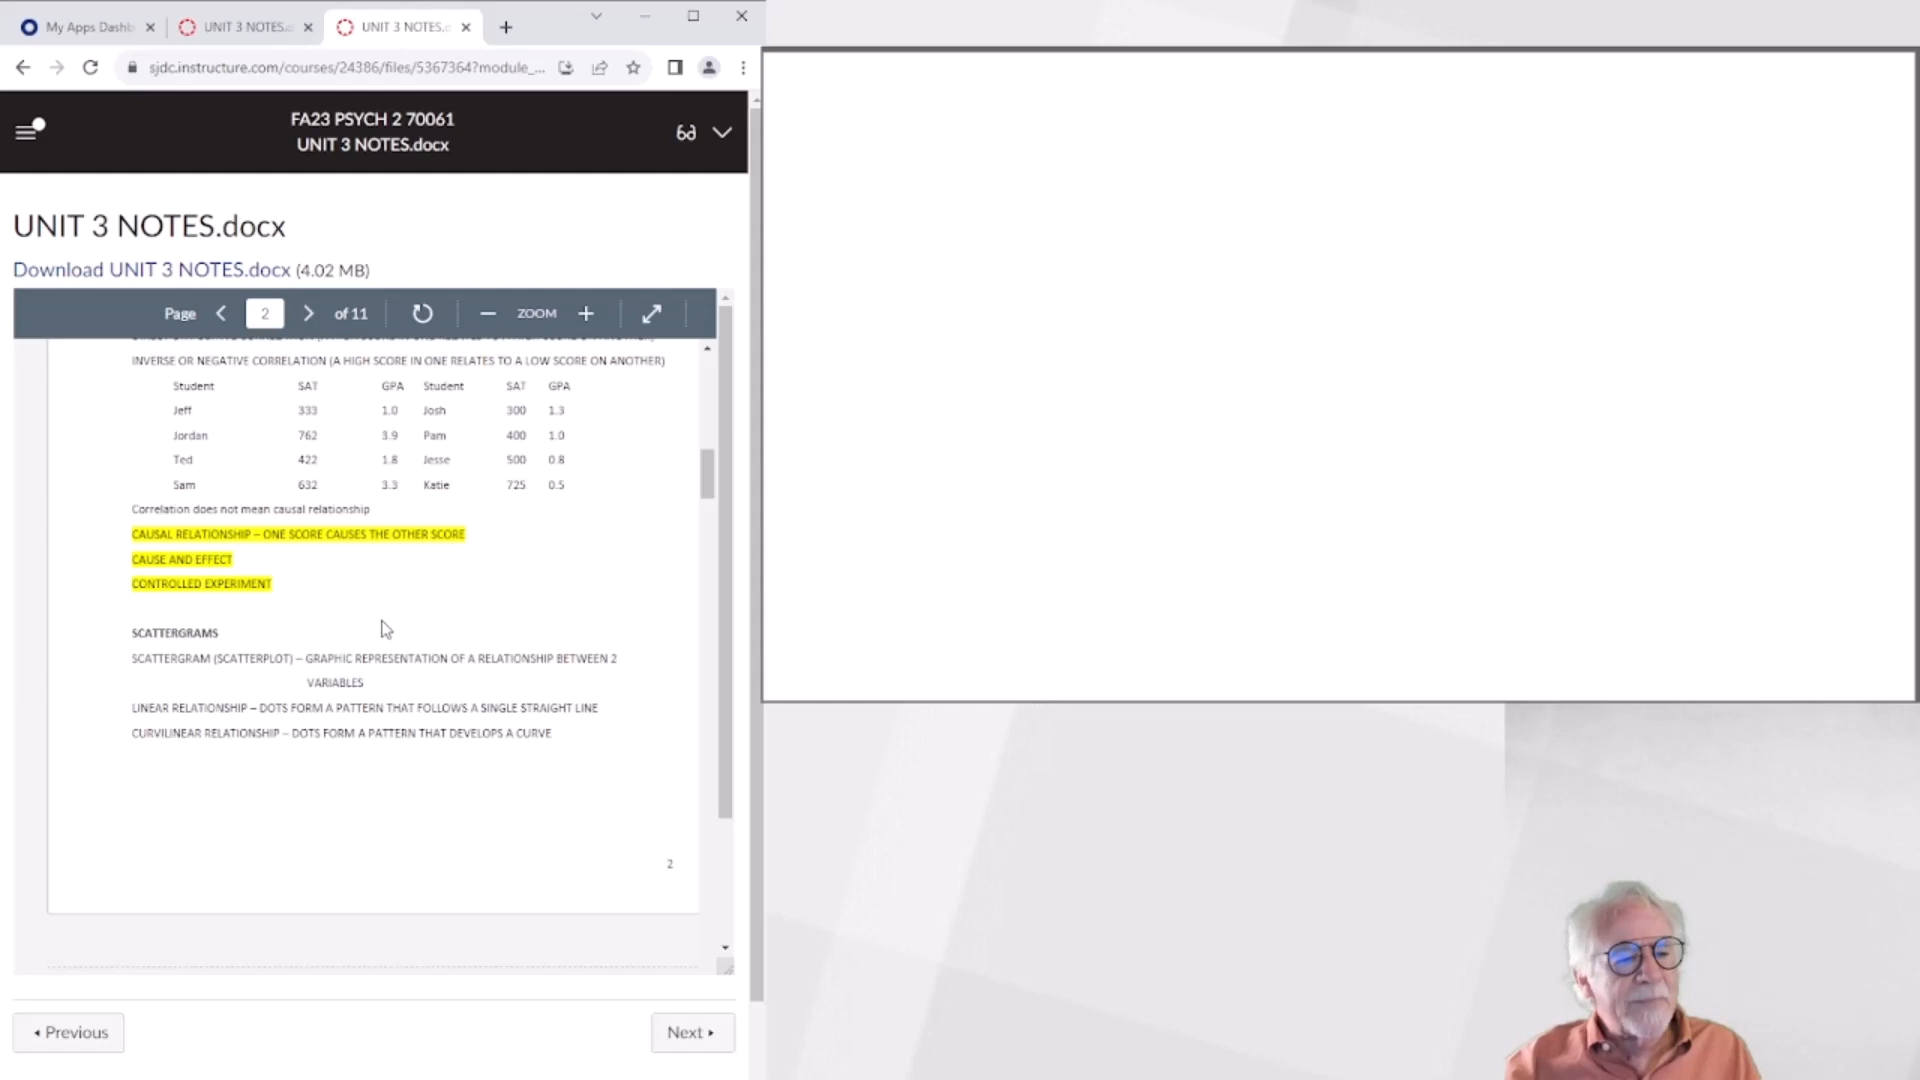 My Apps Dashb
UNIT 3 NOTES.
UNIT 3 NOTES.c
sjdc.instructure.com/courses/24386/files/5367364?module_...
FA23 PSYCH 2 70061
UNIT 3 NOTES.docx
UNIT 3 NOTES.docx
Download UNIT 3 NOTES.docx (4.02 MB)
Page 2 of 11 ZOOM
INVERSE OR NEGATIVE CORRELATION (A HIGH SCORE IN ONE RELATES TO A LOW SCORE ON ANOTHER)
Student SAT GPA Student SAT GPA
Jeff 333 1.0 Josh 300 1.3
Jordan 762 3.9 Pam 400 1.0
Ted 422 1.8 Jesse 500 0.8
Sam 632 3.3 Katie 725 0.5
Correlation does not mean causal relationship
CAUSAL RELATIONSHIP – ONE SCORE CAUSES THE OTHER SCORE
CAUSE AND EFFECT
CONTROLLED EXPERIMENT
SCATTERGRAMS
SCATTERGRAM (SCATTERPLOT) – GRAPHIC REPRESENTATION OF A RELATIONSHIP BETWEEN 2
VARIABLES
LINEAR RELATIONSHIP – DOTS FORM A PATTERN THAT FOLLOWS A SINGLE STRAIGHT LINE
CURVILINEAR RELATIONSHIP – DOTS FORM A PATTERN THAT DEVELOPS A CURVE
2
Previous
Next